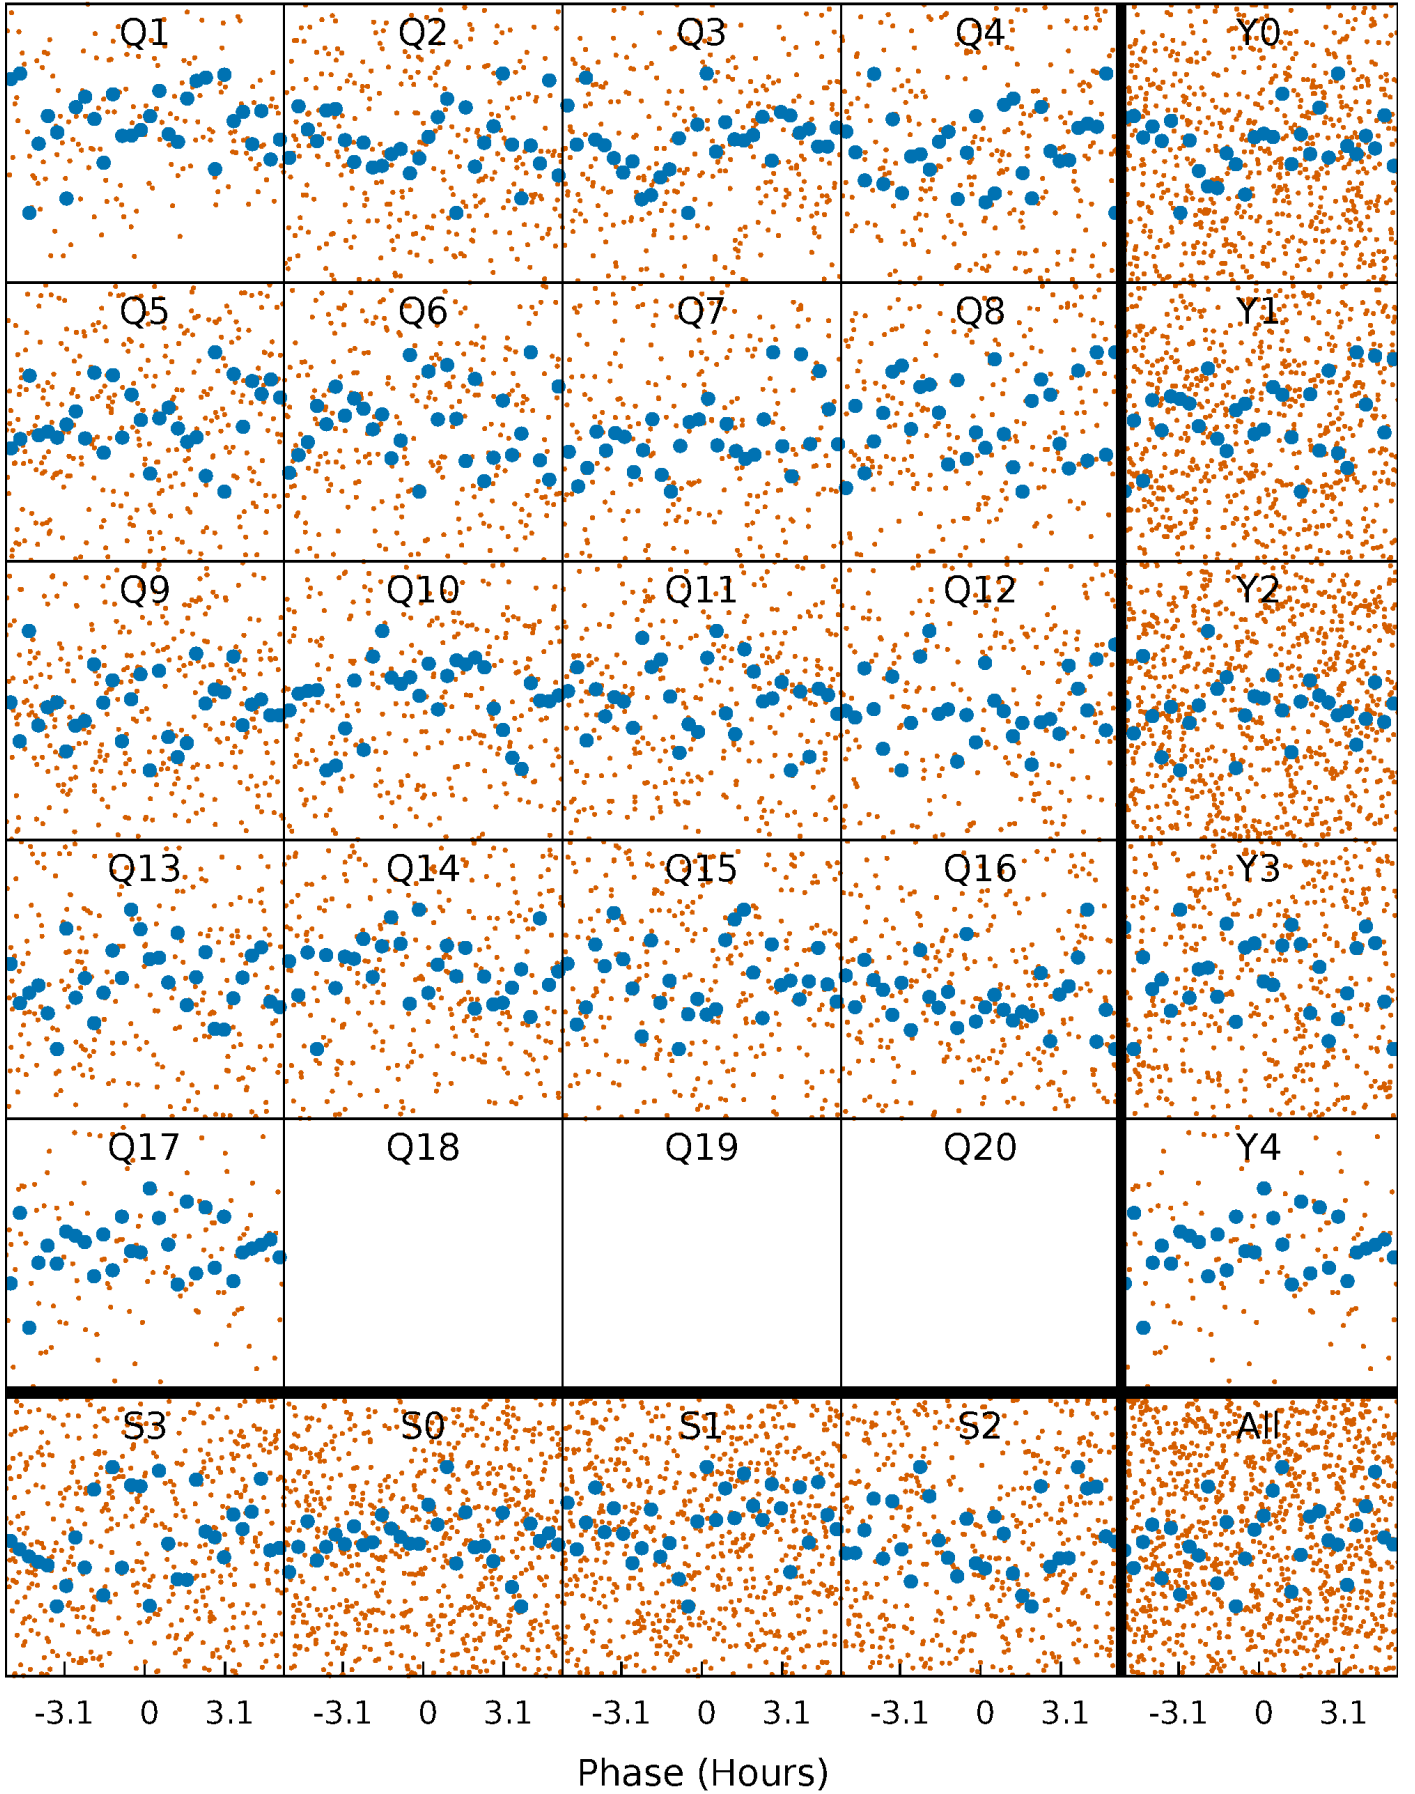 Q1 Q2 Q3 Q4 Y0
Q5 Q6 Q7 Q8 Y1
Q9 Q10 Q11 Q12 Y2
Q13 Q14 Q15 Q16 Y3
Q17 Q18 Q19 Q20 Y4
S3 S0 S1 S2 All
-3.1 0 3.1 -3.1 0 3.1 -3.1 0 3.1 -3.1 0 3.1 -3.1 0 3.1
Phase (Hours)